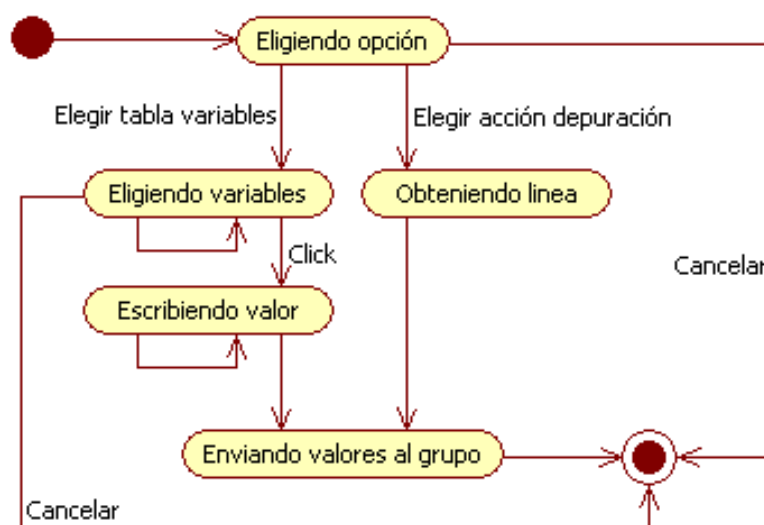 Eligiendo opción
Elegir tabla variables
Elegir acción depuración
Eligiendo variables
Obteniendo linea
Click
Cancelar
Escribiendo valor
Enviando valores al grupo
Cancelar